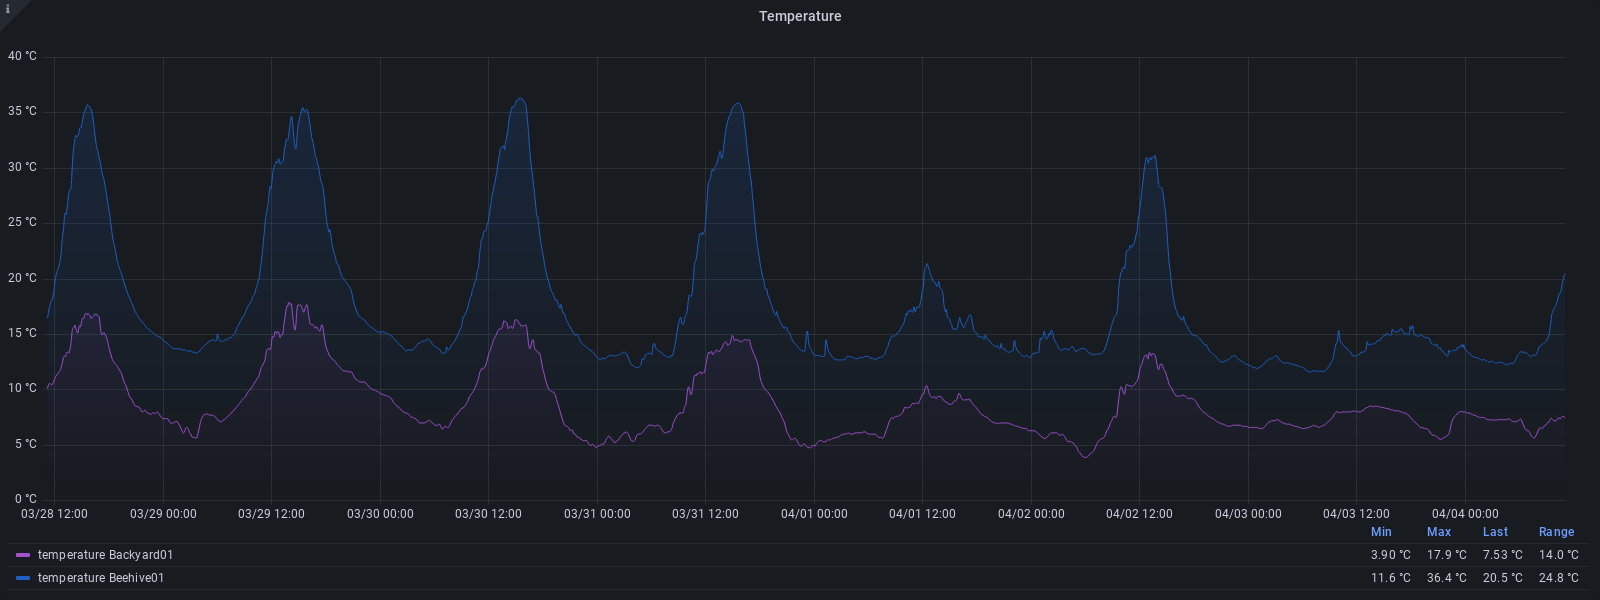 i
Temperature
40 °C
35 °C
30 °C
25 °C
20 °C
15 °C
10 °C
5 °C
0 °C
03/28 12:00 03/29 00:00 03/29 12:00 03/30 00:00 03/30 12:00 03/31 00:00 03/31 12:00 04/01 00:00 04/01 12:00 04/02 00:00 04/02 12:00 04/03 00:00 04/03 12:00 04/04 00:00
Min Max Last Range
temperature Backyard01 3.90 °C 17.9 °C 7.53 °C 14.0 °C
temperature Beehive01 11.6 °C 36.4 °C 20.5 °C 24.8 °C